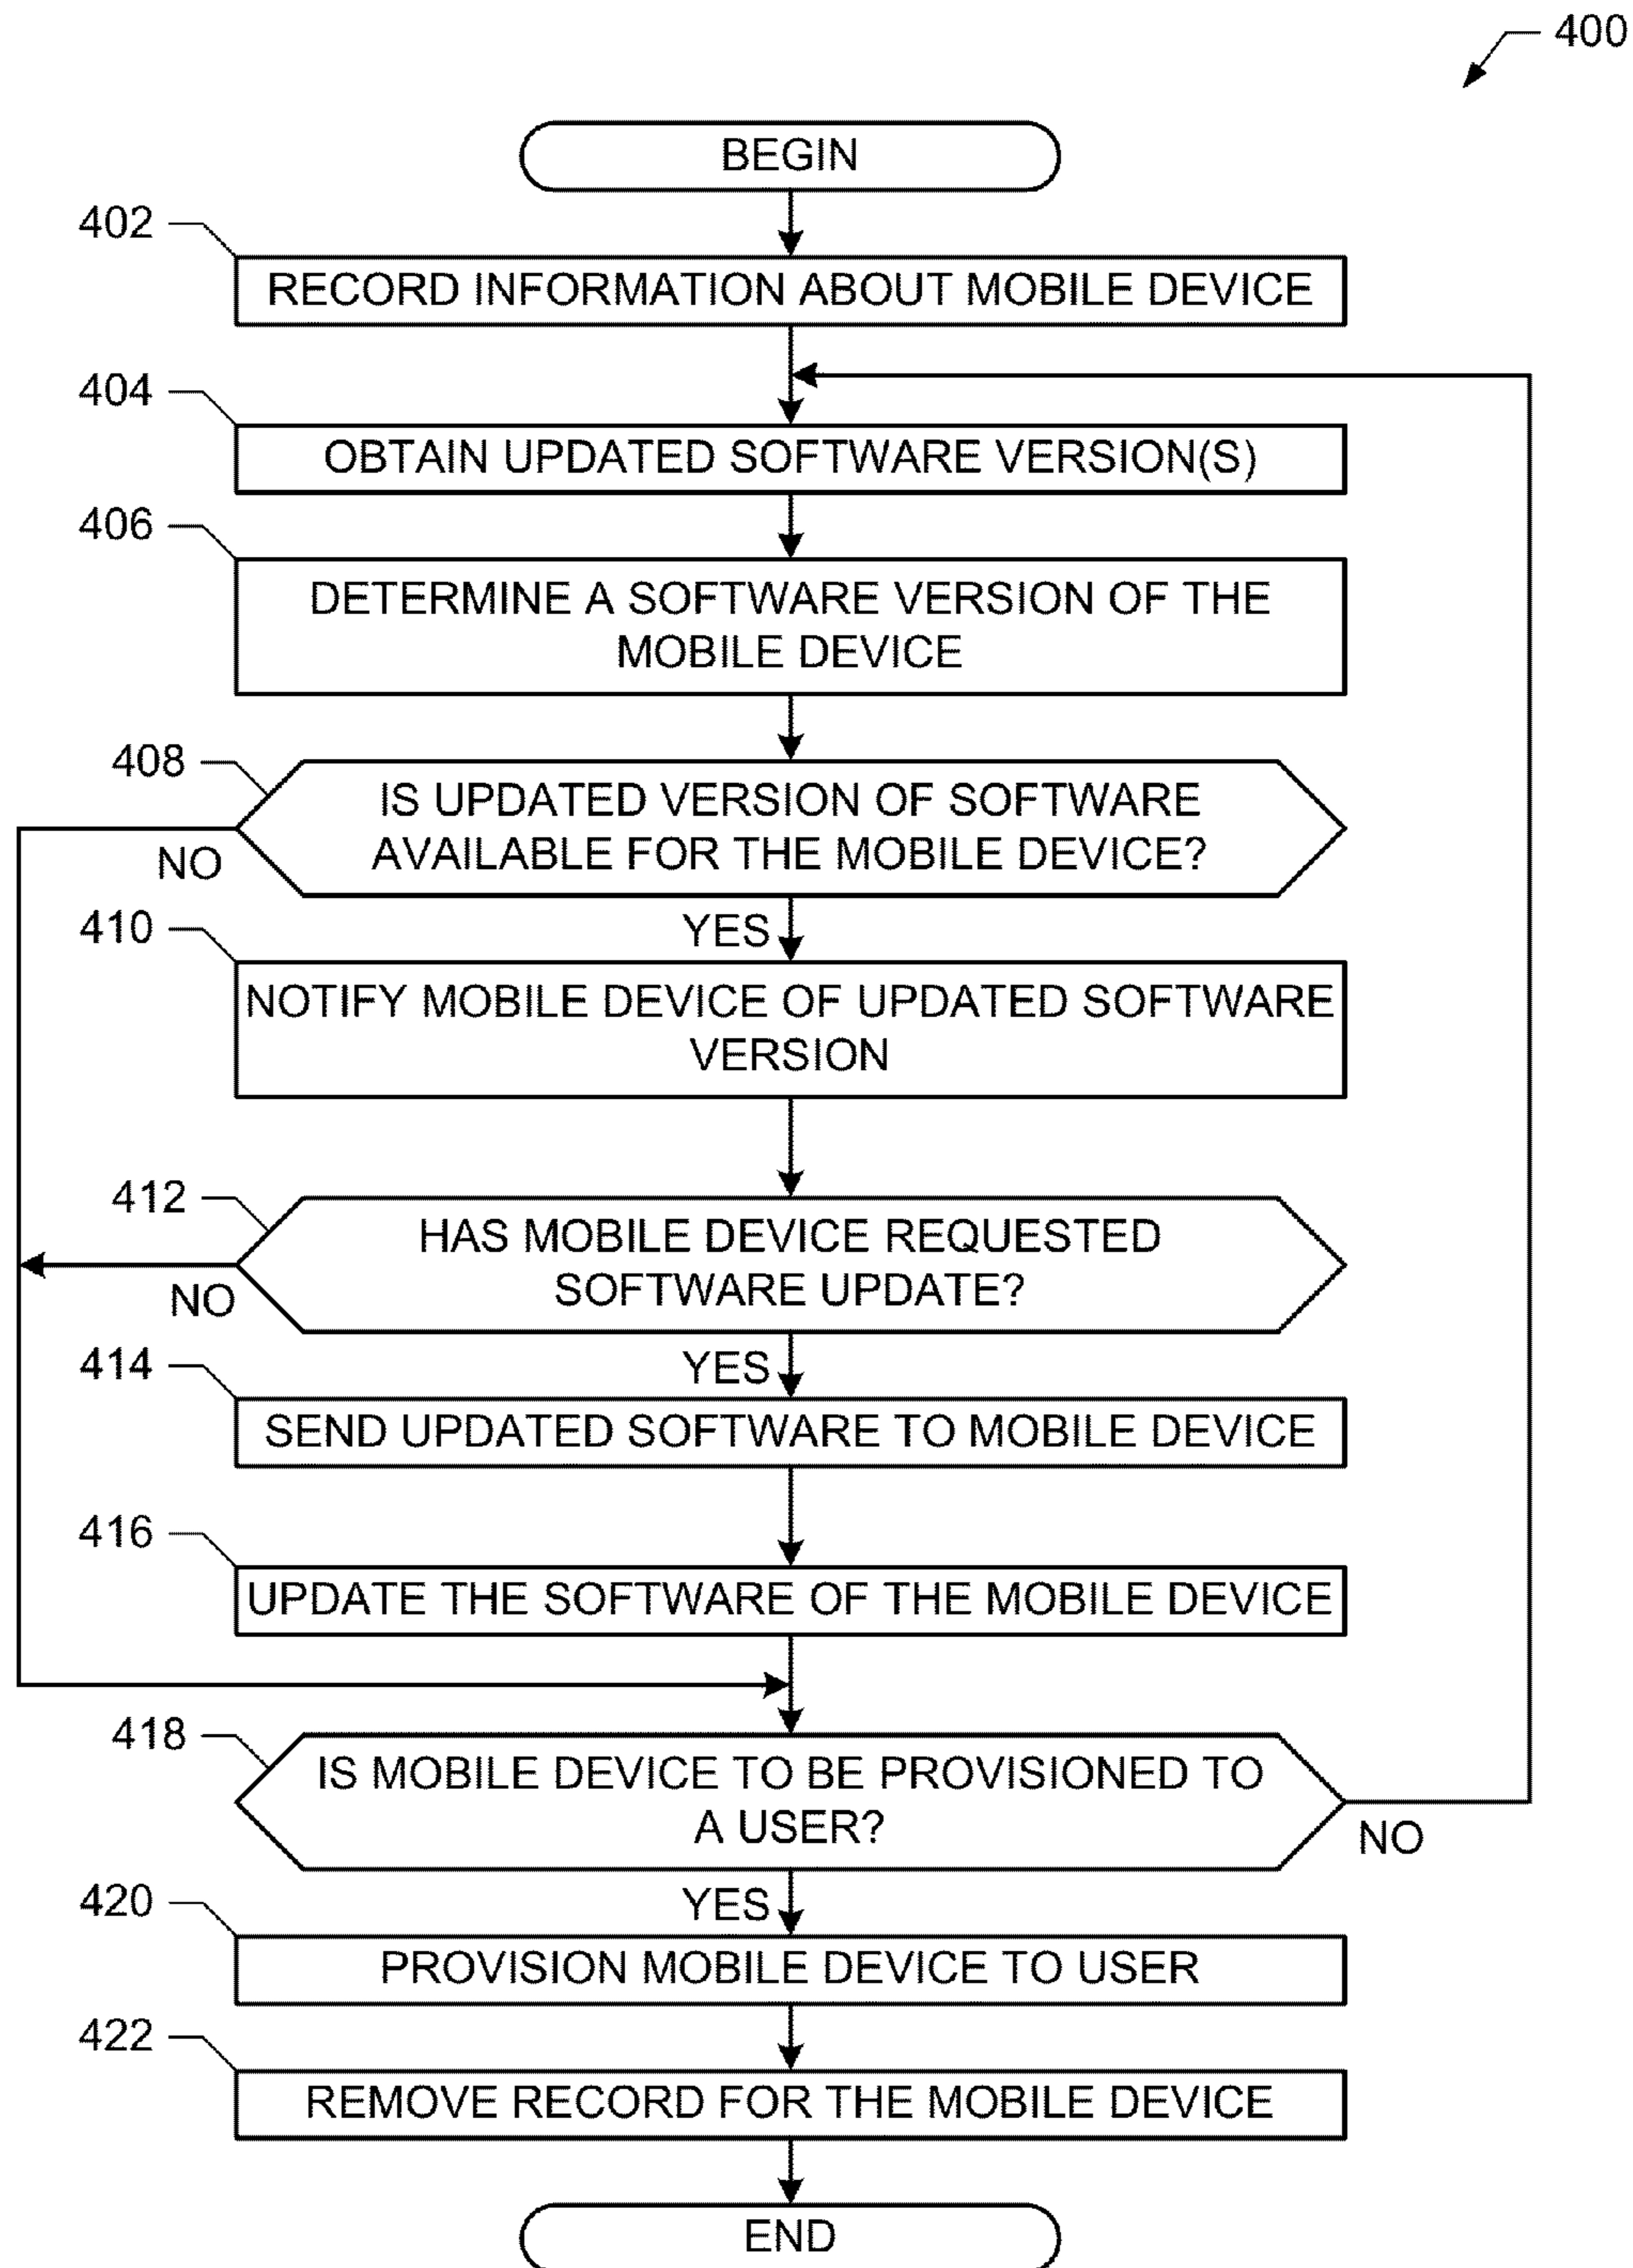 400
BEGIN
402
RECORD INFORMATION ABOUT MOBILE DEVICE
404
OBTAIN UPDATED SOFTWARE VERSION(S)
406
DETERMINE A SOFTWARE VERSION OF THE
MOBILE DEVICE
408
IS UPDATED VERSION OF SOFTWARE
AVAILABLE FOR THE MOBILE DEVICE?
NO
YES
410
NOTIFY MOBILE DEVICE OF UPDATED SOFTWARE
VERSION
412
HAS MOBILE DEVICE REQUESTED
SOFTWARE UPDATE?
NO
YES
414
SEND UPDATED SOFTWARE TO MOBILE DEVICE
416
UPDATE THE SOFTWARE OF THE MOBILE DEVICE
418
IS MOBILE DEVICE TO BE PROVISIONED TO
A USER?
NO
YES
420
PROVISION MOBILE DEVICE TO USER
422
REMOVE RECORD FOR THE MOBILE DEVICE
END